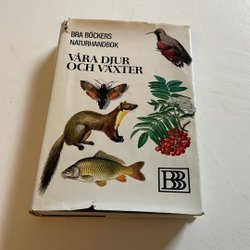 BRA BÖCKERS
NATURHANDBOK
VÅRA DJUR
OCH VÄXTER
BB